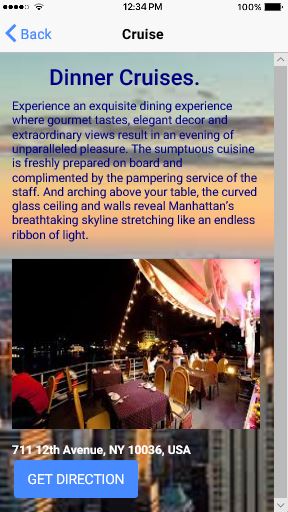 12:34 PM
100%
Back
Cruise
Dinner Cruises.
Experience an exquisite dining experience
where gourmet tastes, elegant decor and
extraordinary views result in an evening of
unparalleled pleasure. The sumptuous cuisine
is freshly prepared on board and
complimented by the pampering service of the
staff. And arching above your table, the curved
glass ceiling and walls reveal Manhattan's
breathtaking skyline stretching like an endless
ribbon of light.
711 12th Avenue, NY 10036, USA
GET DIRECTION